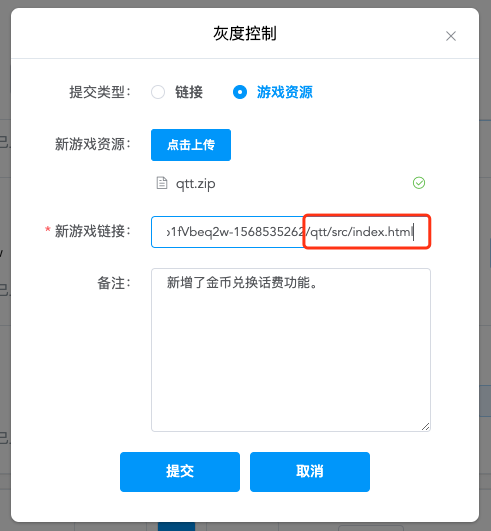 灰度控制
提交类型： 链接 游戏资源
新游戏资源： 点击上传
qtt.zip
* 新游戏链接： 1fVbeq2w-1568535262/qtt/src/index.html
备注： 新增了金币兑换话费功能。
提交 取消